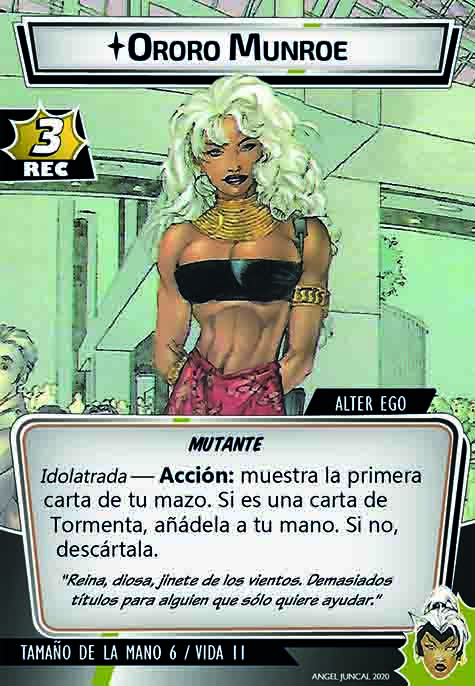 ORORO MUNROE
3
REC
ALTER EGO
MUTANTE
Idolatrada — Acción: muestra la primera
carta de tu mazo. Si es una carta de
Tormenta, añádela a tu mano. Si no,
descártala.
"Reina, diosa, jinete de los vientos. Demasiados
títulos para alguien que sólo quiere ayudar."
TAMAÑO DE LA MANO 6 / VIDA 11
ANGEL JUNCAL 2020